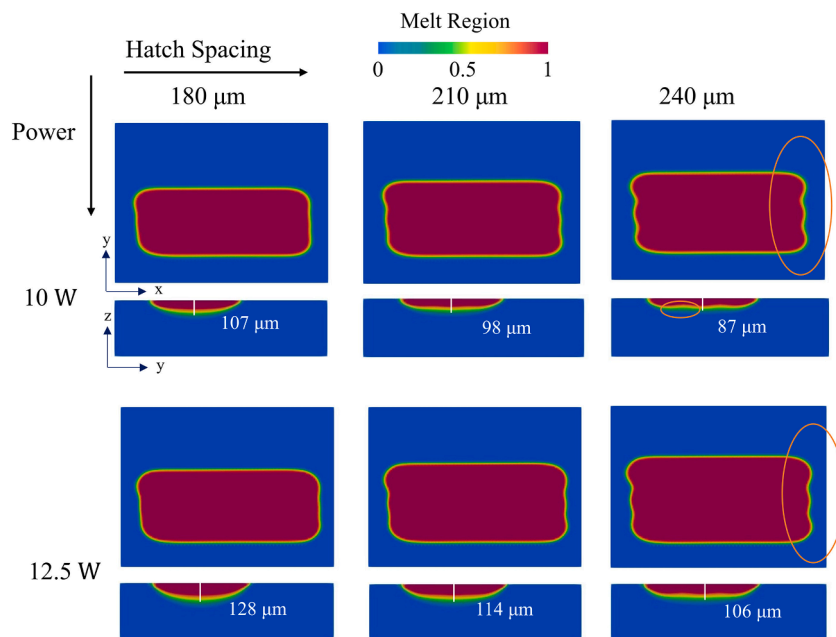 Melt Region
Hatch Spacing
0 0.5 1
180 μm 210 μm 240 μm
Power
y
x
10 W
z
y
107 μm 98 μm 87 μm
12.5 W
128 μm 114 μm 106 μm